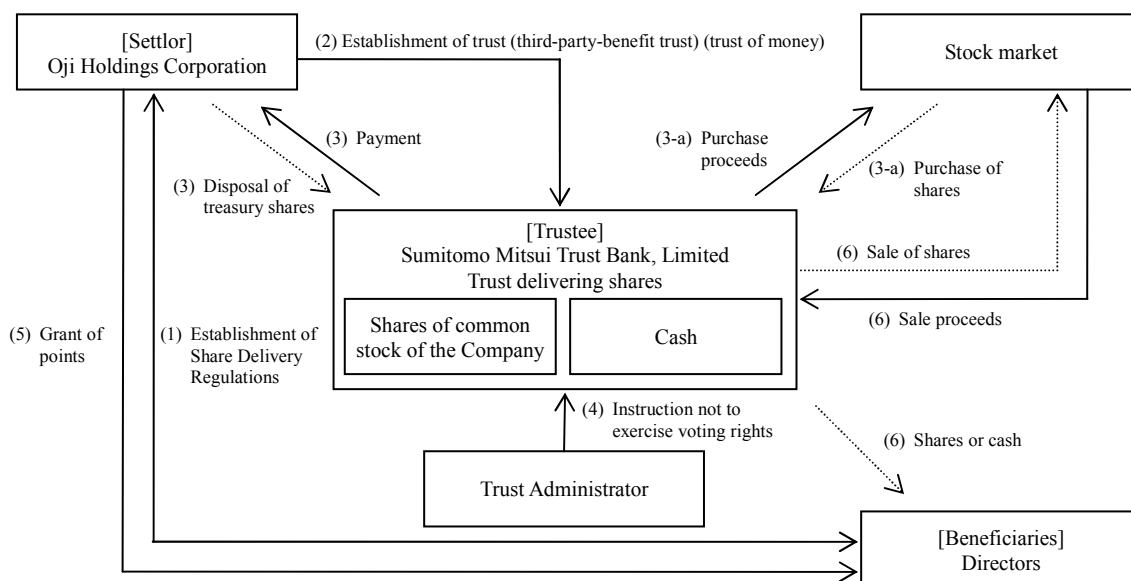 [Settlor]
Oji Holdings Corporation
(2) Establishment of trust (third-party-benefit trust) (trust of money)
Stock market
(3) Payment
(3) Disposal of
treasury shares
(3-a) Purchase
proceeds
(3-a) Purchase of
shares
[Trustee]
Sumitomo Mitsui Trust Bank, Limited
Trust delivering shares
Shares of common
stock of the Company
Cash
(6) Sale of shares
(6) Sale proceeds
(5) Grant of
points
(1) Establishment of
Share Delivery
Regulations
(4) Instruction not to
exercise voting rights
(6) Shares or cash
Trust Administrator
[Beneficiaries]
Directors